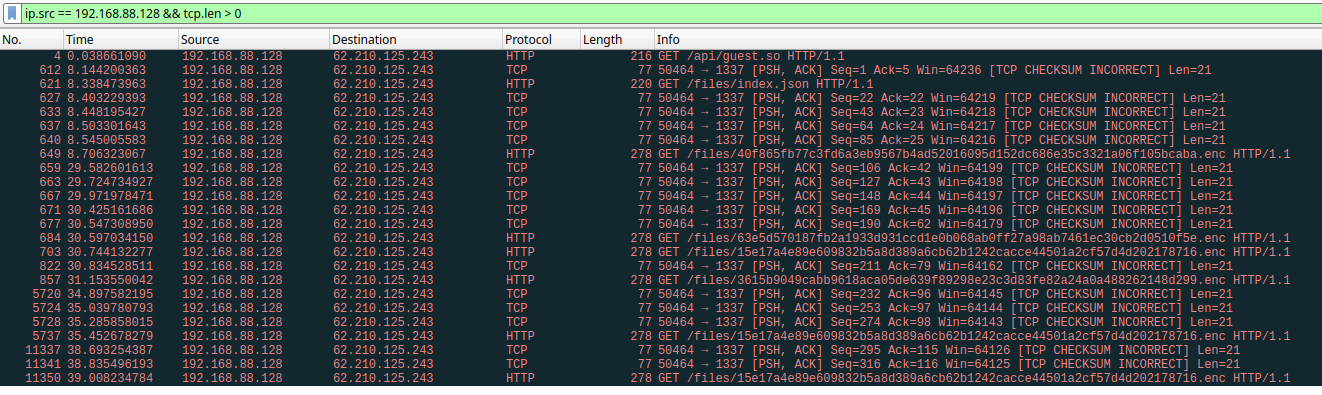 ip.src == 192.168.88.128 && tcp.len > 0
No. Time Source Destination Protocol Length Info
4 0.038661090 192.168.88.128 62.210.125.243 HTTP 216 GET /api/guest.so HTTP/1.1
612 8.144200363 192.168.88.128 62.210.125.243 TCP 77 50464 → 1337 [PSH, ACK] Seq=1 Ack=5 Win=64236 [TCP CHECKSUM INCORRECT] Len=21
621 8.338473963 192.168.88.128 62.210.125.243 HTTP 220 GET /files/index.json HTTP/1.1
627 8.403229393 192.168.88.128 62.210.125.243 TCP 77 50464 → 1337 [PSH, ACK] Seq=22 Ack=22 Win=64219 [TCP CHECKSUM INCORRECT] Len=21
633 8.448195427 192.168.88.128 62.210.125.243 TCP 77 50464 → 1337 [PSH, ACK] Seq=43 Ack=23 Win=64218 [TCP CHECKSUM INCORRECT] Len=21
637 8.503301643 192.168.88.128 62.210.125.243 TCP 77 50464 → 1337 [PSH, ACK] Seq=64 Ack=24 Win=64217 [TCP CHECKSUM INCORRECT] Len=21
640 8.545005583 192.168.88.128 62.210.125.243 TCP 77 50464 → 1337 [PSH, ACK] Seq=85 Ack=25 Win=64216 [TCP CHECKSUM INCORRECT] Len=21
649 8.706323067 192.168.88.128 62.210.125.243 HTTP 278 GET /files/40f865fb77c3fd6a3eb9567b4ad52016095d152dc686e35c3321a06f105bcaba.enc HTTP/1.1
659 29.582601613 192.168.88.128 62.210.125.243 TCP 77 50464 → 1337 [PSH, ACK] Seq=106 Ack=42 Win=64199 [TCP CHECKSUM INCORRECT] Len=21
663 29.724734927 192.168.88.128 62.210.125.243 TCP 77 50464 → 1337 [PSH, ACK] Seq=127 Ack=43 Win=64198 [TCP CHECKSUM INCORRECT] Len=21
667 29.971978471 192.168.88.128 62.210.125.243 TCP 77 50464 → 1337 [PSH, ACK] Seq=148 Ack=44 Win=64197 [TCP CHECKSUM INCORRECT] Len=21
671 30.425161686 192.168.88.128 62.210.125.243 TCP 77 50464 → 1337 [PSH, ACK] Seq=169 Ack=45 Win=64196 [TCP CHECKSUM INCORRECT] Len=21
677 30.547308950 192.168.88.128 62.210.125.243 TCP 77 50464 → 1337 [PSH, ACK] Seq=190 Ack=62 Win=64179 [TCP CHECKSUM INCORRECT] Len=21
684 30.597034150 192.168.88.128 62.210.125.243 HTTP 278 GET /files/63e5d570187fb2a1933d931ccd1e0b068ab0ff27a98ab7461ec30cb2d0510f5e.enc HTTP/1.1
703 30.744132277 192.168.88.128 62.210.125.243 HTTP 278 GET /files/15e17a4e89e609832b5a8d389a6cb62b1242cacce44501a2cf57d4d202178716.enc HTTP/1.1
822 30.834528511 192.168.88.128 62.210.125.243 TCP 77 50464 → 1337 [PSH, ACK] Seq=211 Ack=79 Win=64162 [TCP CHECKSUM INCORRECT] Len=21
857 31.153550042 192.168.88.128 62.210.125.243 HTTP 278 GET /files/3615b9049cabb9618aca05de639f89298e23c3d83fe82a24a0a488262148d299.enc HTTP/1.1
5720 34.897582195 192.168.88.128 62.210.125.243 TCP 77 50464 → 1337 [PSH, ACK] Seq=232 Ack=96 Win=64145 [TCP CHECKSUM INCORRECT] Len=21
5724 35.039780793 192.168.88.128 62.210.125.243 TCP 77 50464 → 1337 [PSH, ACK] Seq=253 Ack=97 Win=64144 [TCP CHECKSUM INCORRECT] Len=21
5728 35.285858015 192.168.88.128 62.210.125.243 TCP 77 50464 → 1337 [PSH, ACK] Seq=274 Ack=98 Win=64143 [TCP CHECKSUM INCORRECT] Len=21
5737 35.452678279 192.168.88.128 62.210.125.243 HTTP 278 GET /files/15e17a4e89e609832b5a8d389a6cb62b1242cacce44501a2cf57d4d202178716.enc HTTP/1.1
11337 38.693254387 192.168.88.128 62.210.125.243 TCP 77 50464 → 1337 [PSH, ACK] Seq=295 Ack=115 Win=64126 [TCP CHECKSUM INCORRECT] Len=21
11341 38.835496193 192.168.88.128 62.210.125.243 TCP 77 50464 → 1337 [PSH, ACK] Seq=316 Ack=116 Win=64125 [TCP CHECKSUM INCORRECT] Len=21
11350 39.008234784 192.168.88.128 62.210.125.243 HTTP 278 GET /files/15e17a4e89e609832b5a8d389a6cb62b1242cacce44501a2cf57d4d202178716.enc HTTP/1.1